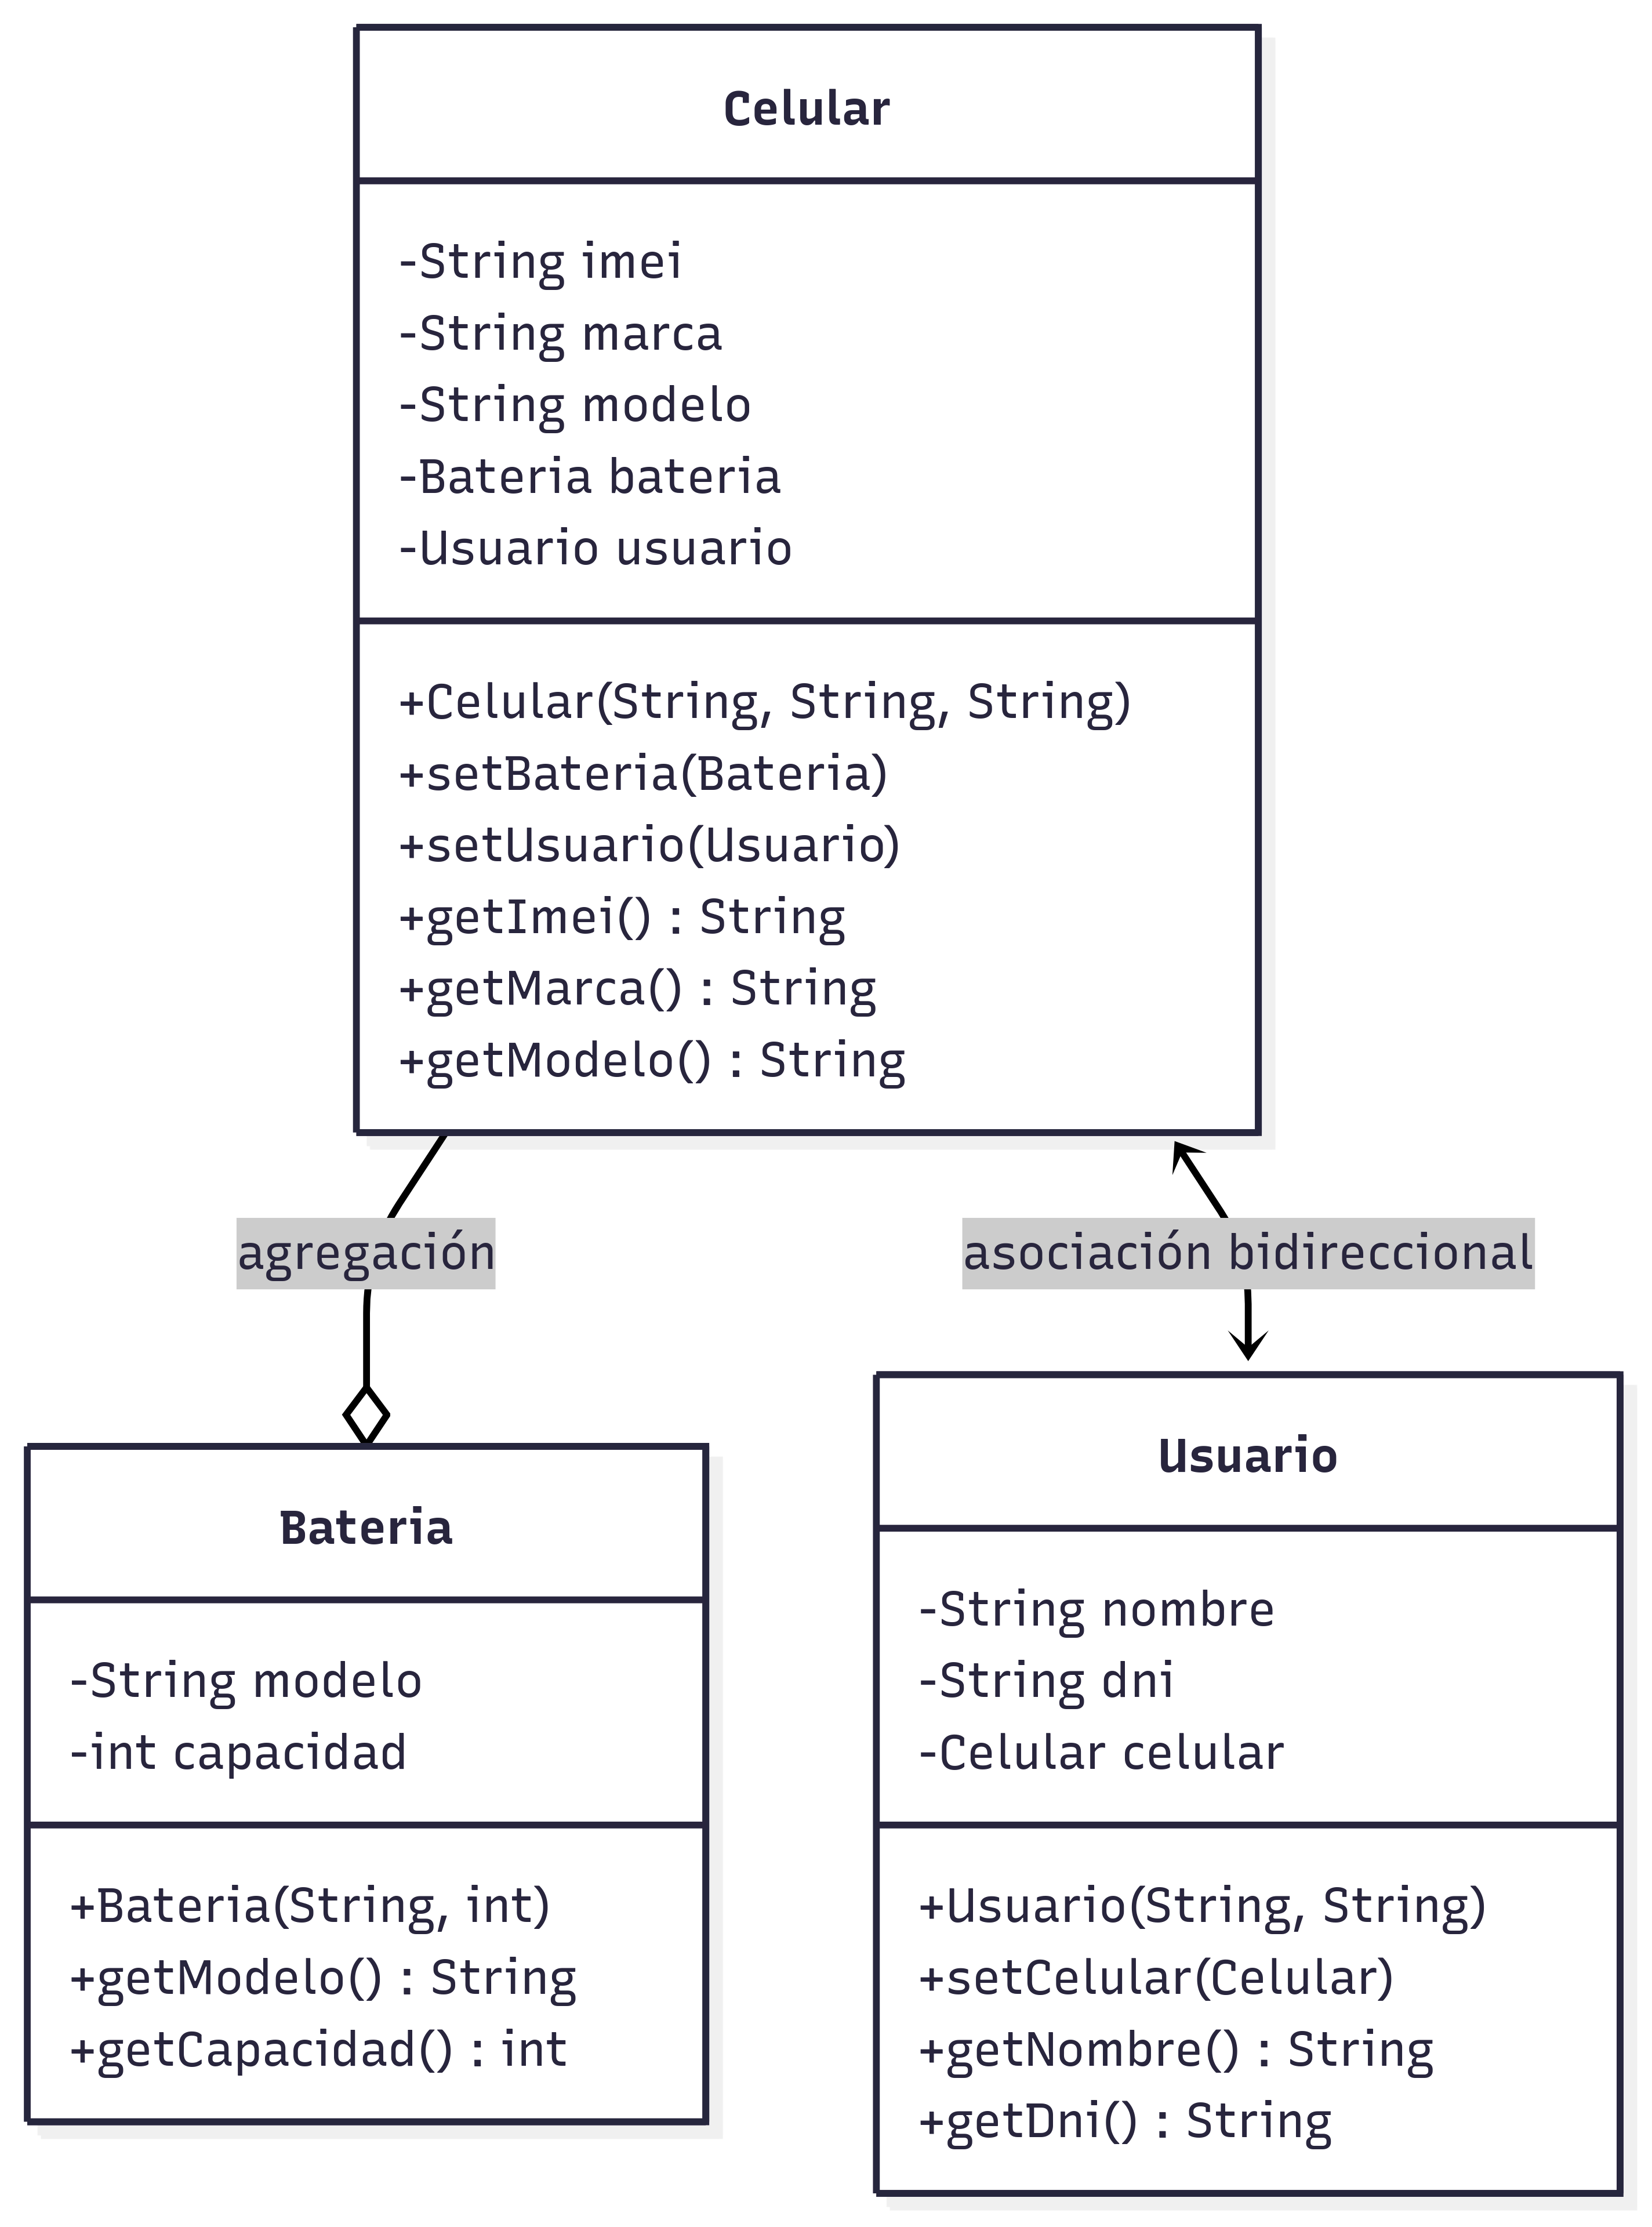 Celular
-String imei
-String marca
-String modelo
-Bateria bateria
-Usuario usuario
+Celular(String, String, String)
+setBateria(Bateria)
+setUsuario(Usuario)
+getImei() : String
+getMarca() : String
+getModelo() : String
agregación
asociación bidireccional
Bateria
-String modelo
-int capacidad
+Bateria(String, int)
+getModelo() : String
+getCapacidad() : int
Usuario
-String nombre
-String dni
-Celular celular
+Usuario(String, String)
+setCelular(Celular)
+getNombre() : String
+getDni() : String